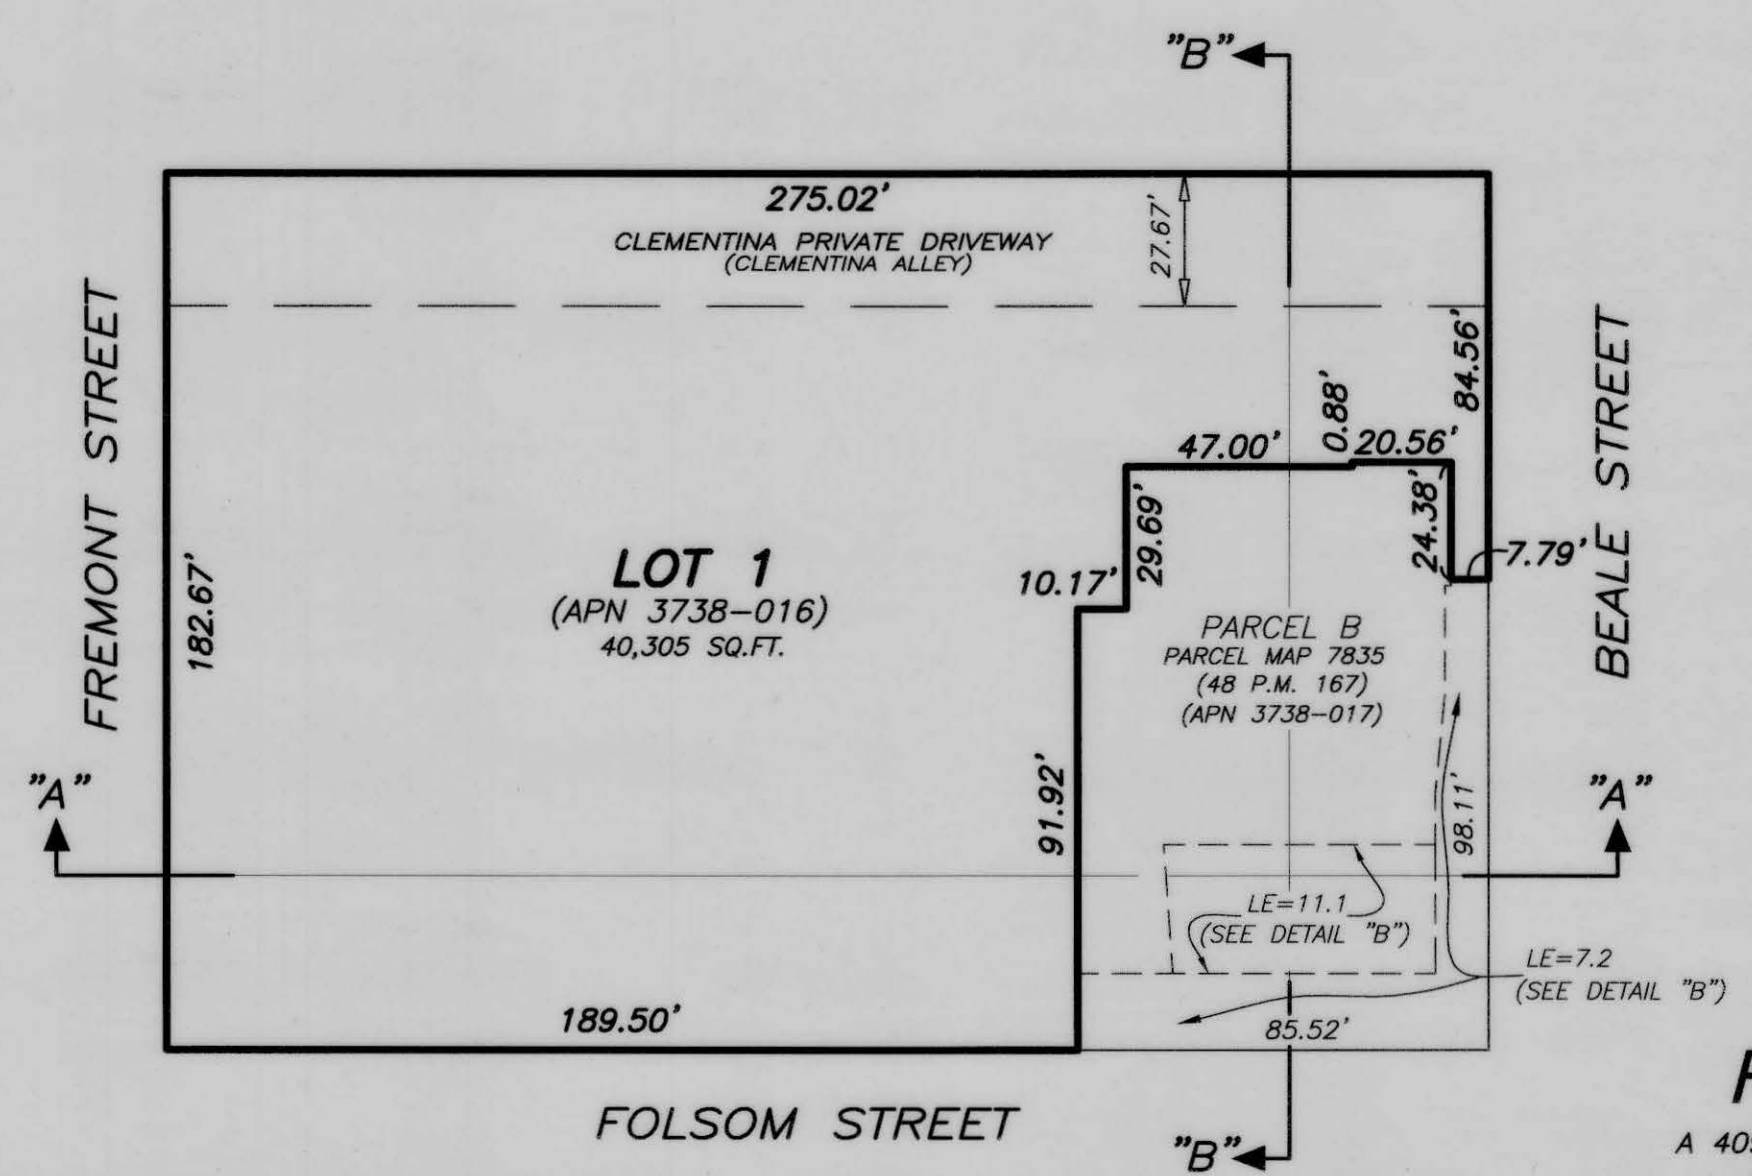 "B"
275.02'
CLEMENTINA PRIVATE DRIVEWAY
(CLEMENTINA ALLEY)
27.67'
FREMONT STREET
84.56'
BEALE STREET
0.88'
47.00'
20.56'
24.38'
7.79'
29.69'
10.17'
182.67'
LOT 1
(APN 3738-016)
40,305 SQ.FT.
PARCEL B
PARCEL MAP 7835
(48 P.M. 167)
(APN 3738-017)
"A"
"A"
91.92'
98.11'
LE=11.1
(SEE DETAIL "B")
LE=7.2
(SEE DETAIL "B")
189.50'
85.52'
FOLSOM STREET
"B"
A